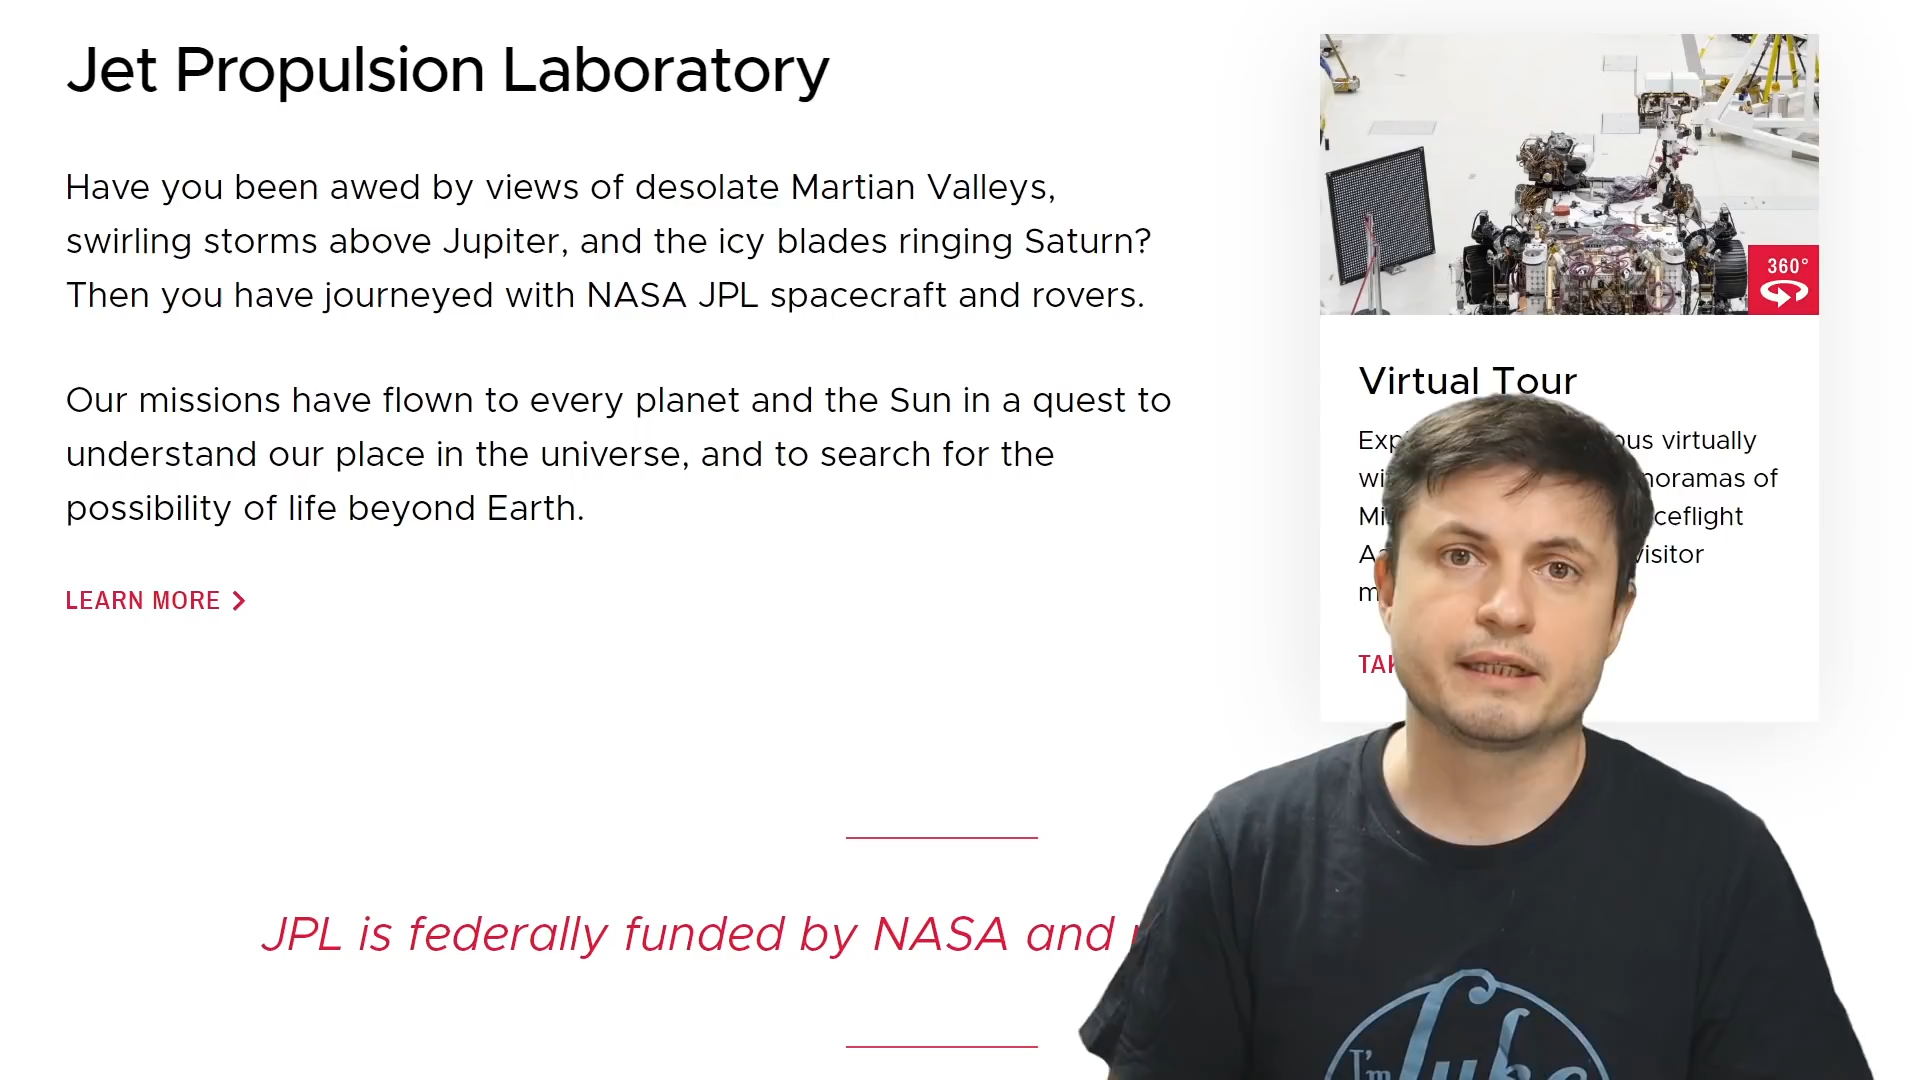 Jet Propulsion Laboratory
Have you been awed by views of desolate Martian Valleys,
swirling storms above Jupiter, and the icy blades ringing Saturn?
Then you have journeyed with NASA JPL spacecraft and rovers.
Our missions have flown to every planet and the Sun in a quest to
understand our place in the universe, and to search for the
possibility of life beyond Earth.
LEARN MORE
360°
Virtual Tour
virtually
of
visitor
JPL is federally funded by NASA and
I'm Luke